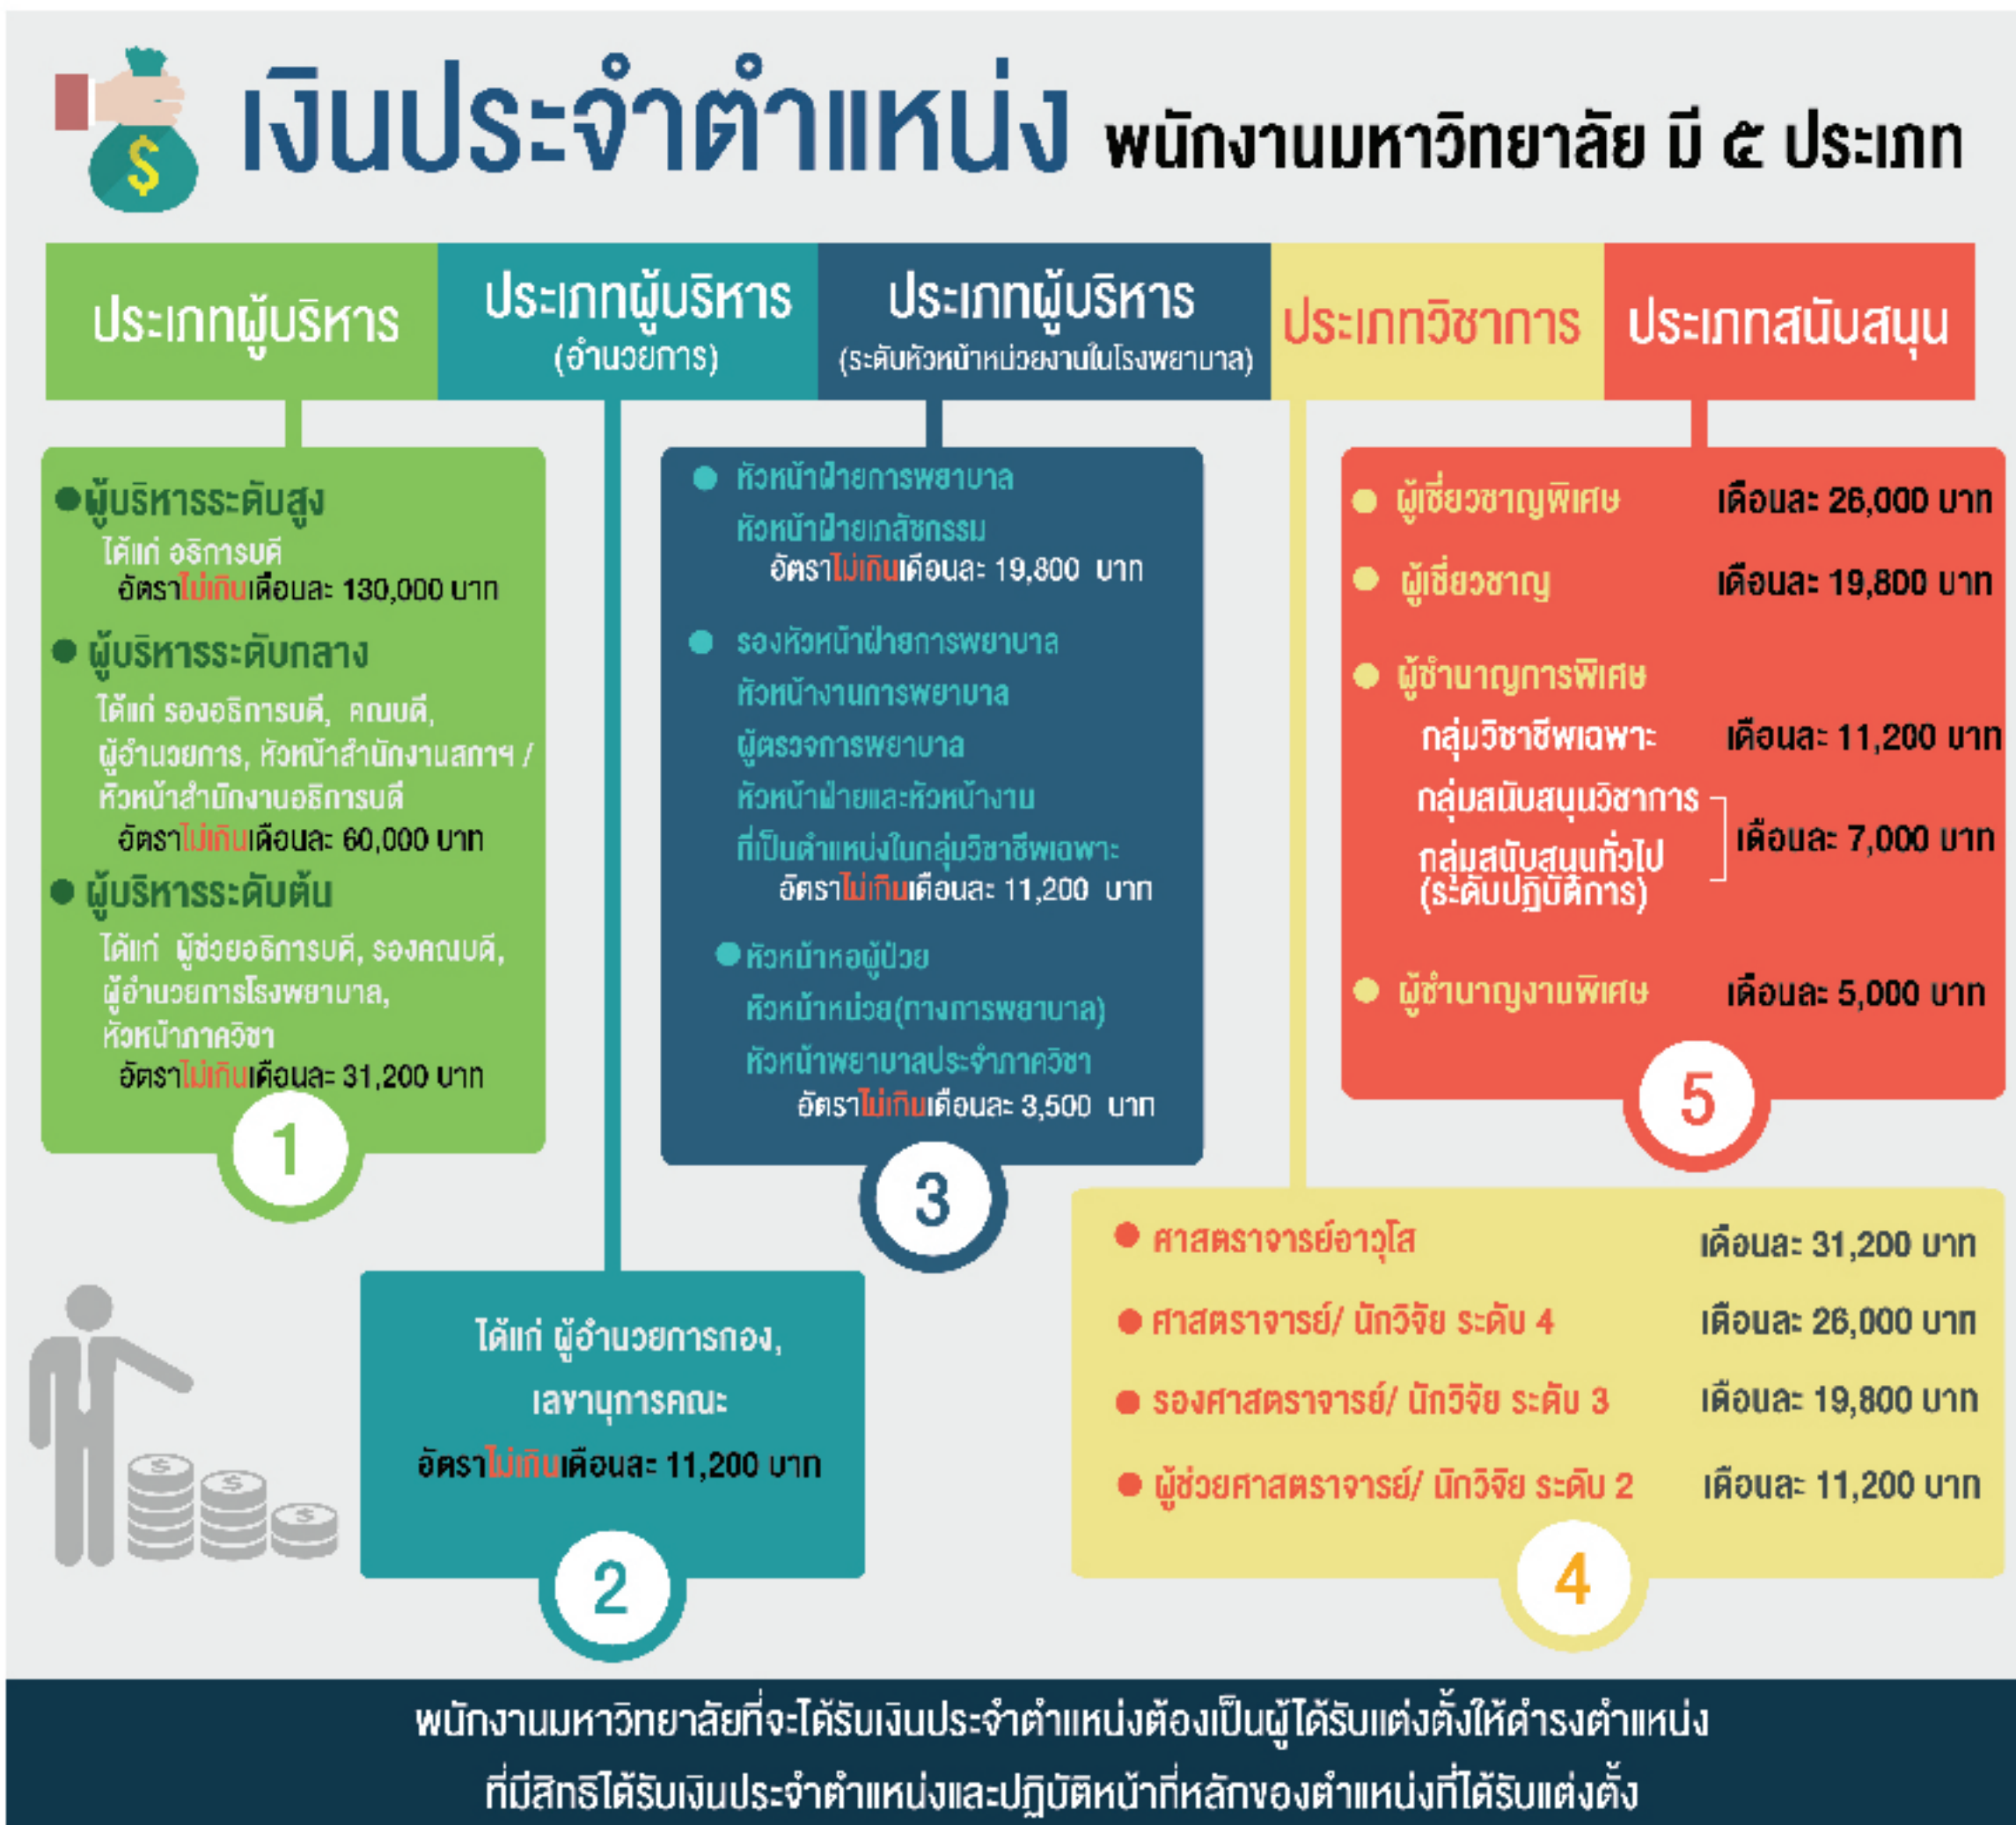 เงินประจำตำแหน่ง พนักงานมหาวิทยาลัย มี ๕ ประเภท
ประเภทผู้บริหาร
ประเภทผู้บริหาร
(อำนวยการ)
ประเภทผู้บริหาร
(ระดับหัวหน้าหน่วยงานในโรงพยาบาล)
ประเภทวิชาการ
ประเภทสนับสนุน
ผู้บริหารระดับสูง
ได้แก่ อธิการบดี
อัตราไม่เกินเดือนละ 130,000 บาท
ผู้บริหารระดับกลาง
ได้แก่ รองอธิการบดี, คณบดี,
ผู้อำนวยการ, หัวหน้าสำนักงานสภาฯ /
หัวหน้าสำนักงานอธิการบดี
อัตราไม่เกินเดือนละ 60,000 บาท
ผู้บริหารระดับต้น
ได้แก่ ผู้ช่วยอธิการบดี, รองคณบดี,
ผู้อำนวยการโรงพยาบาล,
หัวหน้าภาควิชา
อัตราไม่เกินเดือนละ 31,200 บาท
1
ได้แก่ ผู้อำนวยการกอง,
เลขานุการคณะ
อัตราไม่เกินเดือนละ 11,200 บาท
2
หัวหน้าฝ่ายการพยาบาล
หัวหน้าฝ่ายเภสัชกรรม
อัตราไม่เกินเดือนละ 19,800 บาท
รองหัวหน้าฝ่ายการพยาบาล
หัวหน้างานการพยาบาล
ผู้ตรวจการพยาบาล
หัวหน้าฝ่ายและหัวหน้างาน
ที่เป็นตำแหน่งในกลุ่มวิชาชีพเฉพาะ
อัตราไม่เกินเดือนละ 11,200 บาท
หัวหน้าหอผู้ป่วย
หัวหน้าหน่วย(ทางการพยาบาล)
หัวหน้าพยาบาลประจำภาควิชา
อัตราไม่เกินเดือนละ 3,500 บาท
3
ศาสตราจารย์อาวุโส เดือนละ 31,200 บาท
ศาสตราจารย์/ นักวิจัย ระดับ 4 เดือนละ 26,000 บาท
รองศาสตราจารย์/ นักวิจัย ระดับ 3 เดือนละ 19,800 บาท
ผู้ช่วยศาสตราจารย์/ นักวิจัย ระดับ 2 เดือนละ 11,200 บาท
4
ผู้เชี่ยวชาญพิเศษ เดือนละ 26,000 บาท
ผู้เชี่ยวชาญ เดือนละ 19,800 บาท
ผู้ชำนาญการพิเศษ
กลุ่มวิชาชีพเฉพาะ เดือนละ 11,200 บาท
กลุ่มสนับสนุนวิชาการ
เดือนละ 7,000 บาท
กลุ่มสนับสนุนทั่วไป
(ระดับปฏิบัติการ)
ผู้ชำนาญงานพิเศษ เดือนละ 5,000 บาท
5
พนักงานมหาวิทยาลัยที่จะได้รับเงินประจำตำแหน่งต้องเป็นผู้ได้รับแต่งตั้งให้ดำรงตำแหน่ง
ที่มีสิทธิได้รับเงินประจำตำแหน่งและปฏิบัติหน้าที่หลักของตำแหน่งที่ได้รับแต่งตั้ง